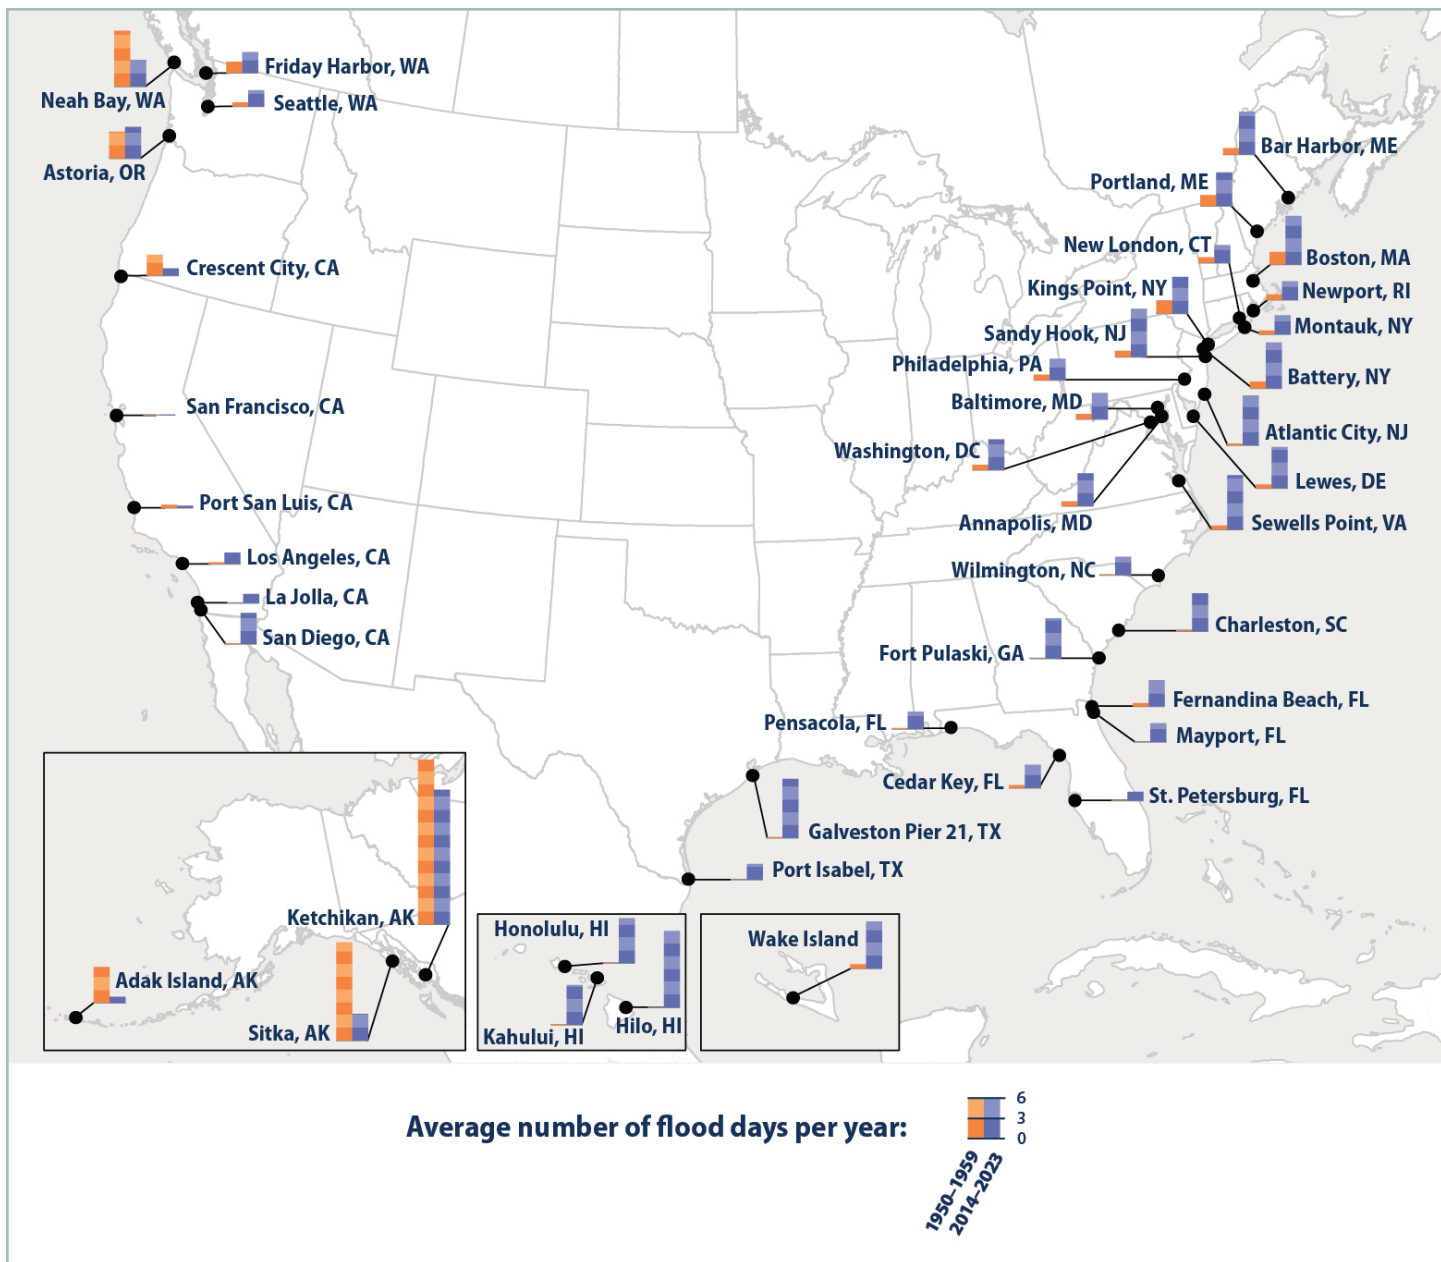 Friday Harbor, WA
Neah Bay, WA
Seattle, WA
Astoria, OR
Bar Harbor, ME
Portland, ME
New London, CT
Boston, MA
Crescent City, CA
Kings Point, NY
Newport, RI
Sandy Hook, NJ
Montauk, NY
Philadelphia, PA
Battery, NY
San Francisco, CA
Baltimore, MD
Atlantic City, NJ
Washington, DC
Lewes, DE
Port San Luis, CA
Annapolis, MD
Sewells Point, VA
Los Angeles, CA
Wilmington, NC
La Jolla, CA
San Diego, CA
Charleston, SC
Fort Pulaski, GA
Fernandina Beach, FL
Pensacola, FL
Mayport, FL
Cedar Key, FL
St. Petersburg, FL
Galveston Pier 21, TX
Port Isabel, TX
Ketchikan, AK
Adak Island, AK
Sitka, AK
Honolulu, HI
Kahului, HI
Hilo, HI
Wake Island
Average number of flood days per year:
6
3
0
1950–1959
2014–2023